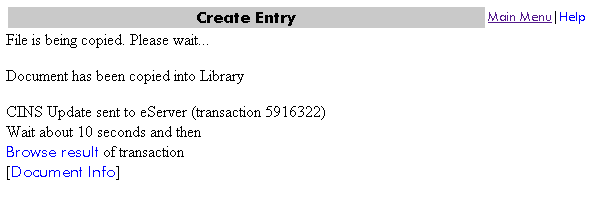 Create Entry Main Menu|Help
File is being copied. Please wait...
Document has been copied into Library
CINS Update sent to eServer (transaction 5916322)
Wait about 10 seconds and then
Browse result of transaction
[Document Info]